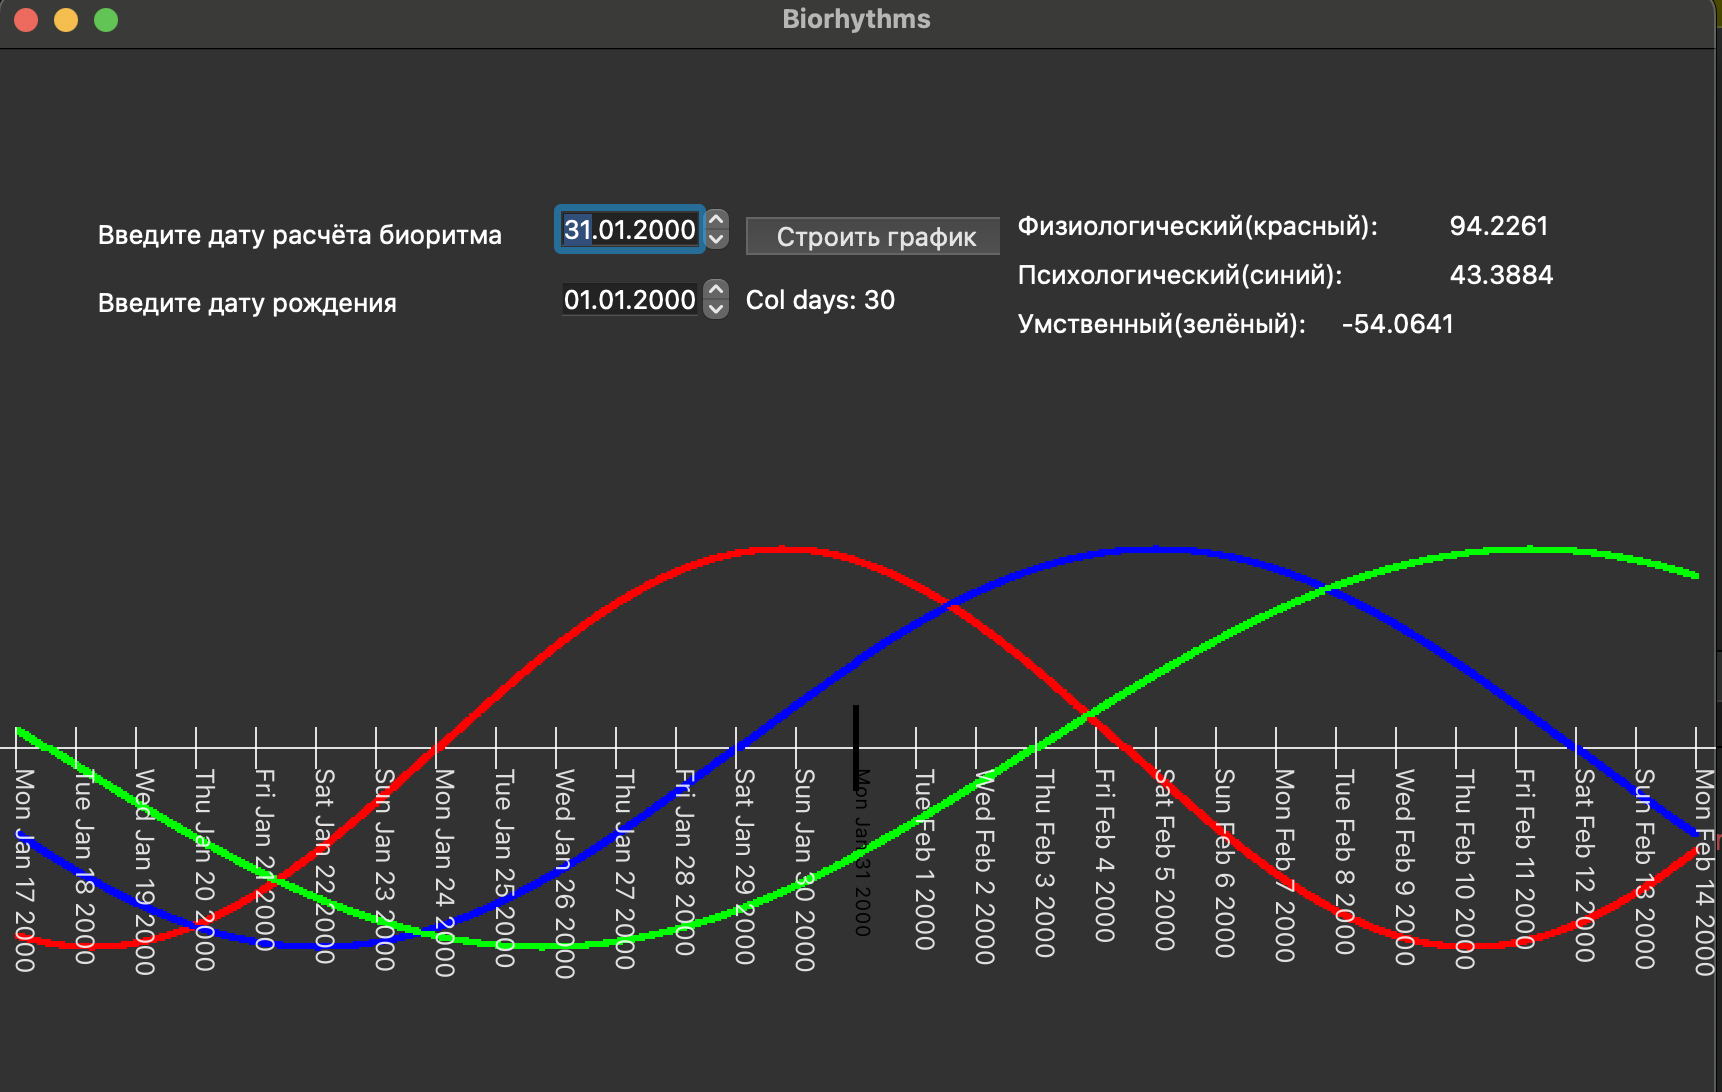 Biorhythms
Введите дату расчёта биоритма
31.01.2000
Строить график
Физиологический(красный): 94.2261
Психологический(синий): 43.3884
Введите дату рождения
01.01.2000
Col days: 30
Умственный(зелёный): -54.0641
Mon Jan 17 2000
Tue Jan 18 2000
Wed Jan 19 2000
Thu Jan 20 2000
Fri Jan 21 2000
Sat Jan 22 2000
Sun Jan 23 2000
Mon Jan 24 2000
Tue Jan 25 2000
Wed Jan 26 2000
Thu Jan 27 2000
Fri Jan 28 2000
Sat Jan 29 2000
Sun Jan 30 2000
Mon Jan 31 2000
Tue Feb 1 2000
Wed Feb 2 2000
Thu Feb 3 2000
Fri Feb 4 2000
Sat Feb 5 2000
Sun Feb 6 2000
Mon Feb 7 2000
Tue Feb 8 2000
Wed Feb 9 2000
Thu Feb 10 2000
Fri Feb 11 2000
Sat Feb 12 2000
Sun Feb 13 2000
Mon Feb 14 2000